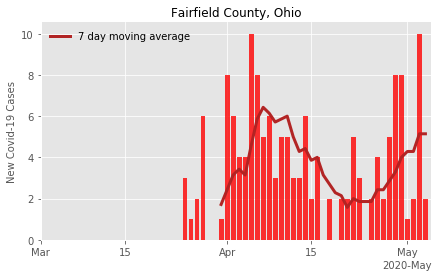 Fairfield County, Ohio
7 day moving average
New Covid-19 Cases
10
8
6
4
2
0
Mar 15 Apr 15 May
2020-May